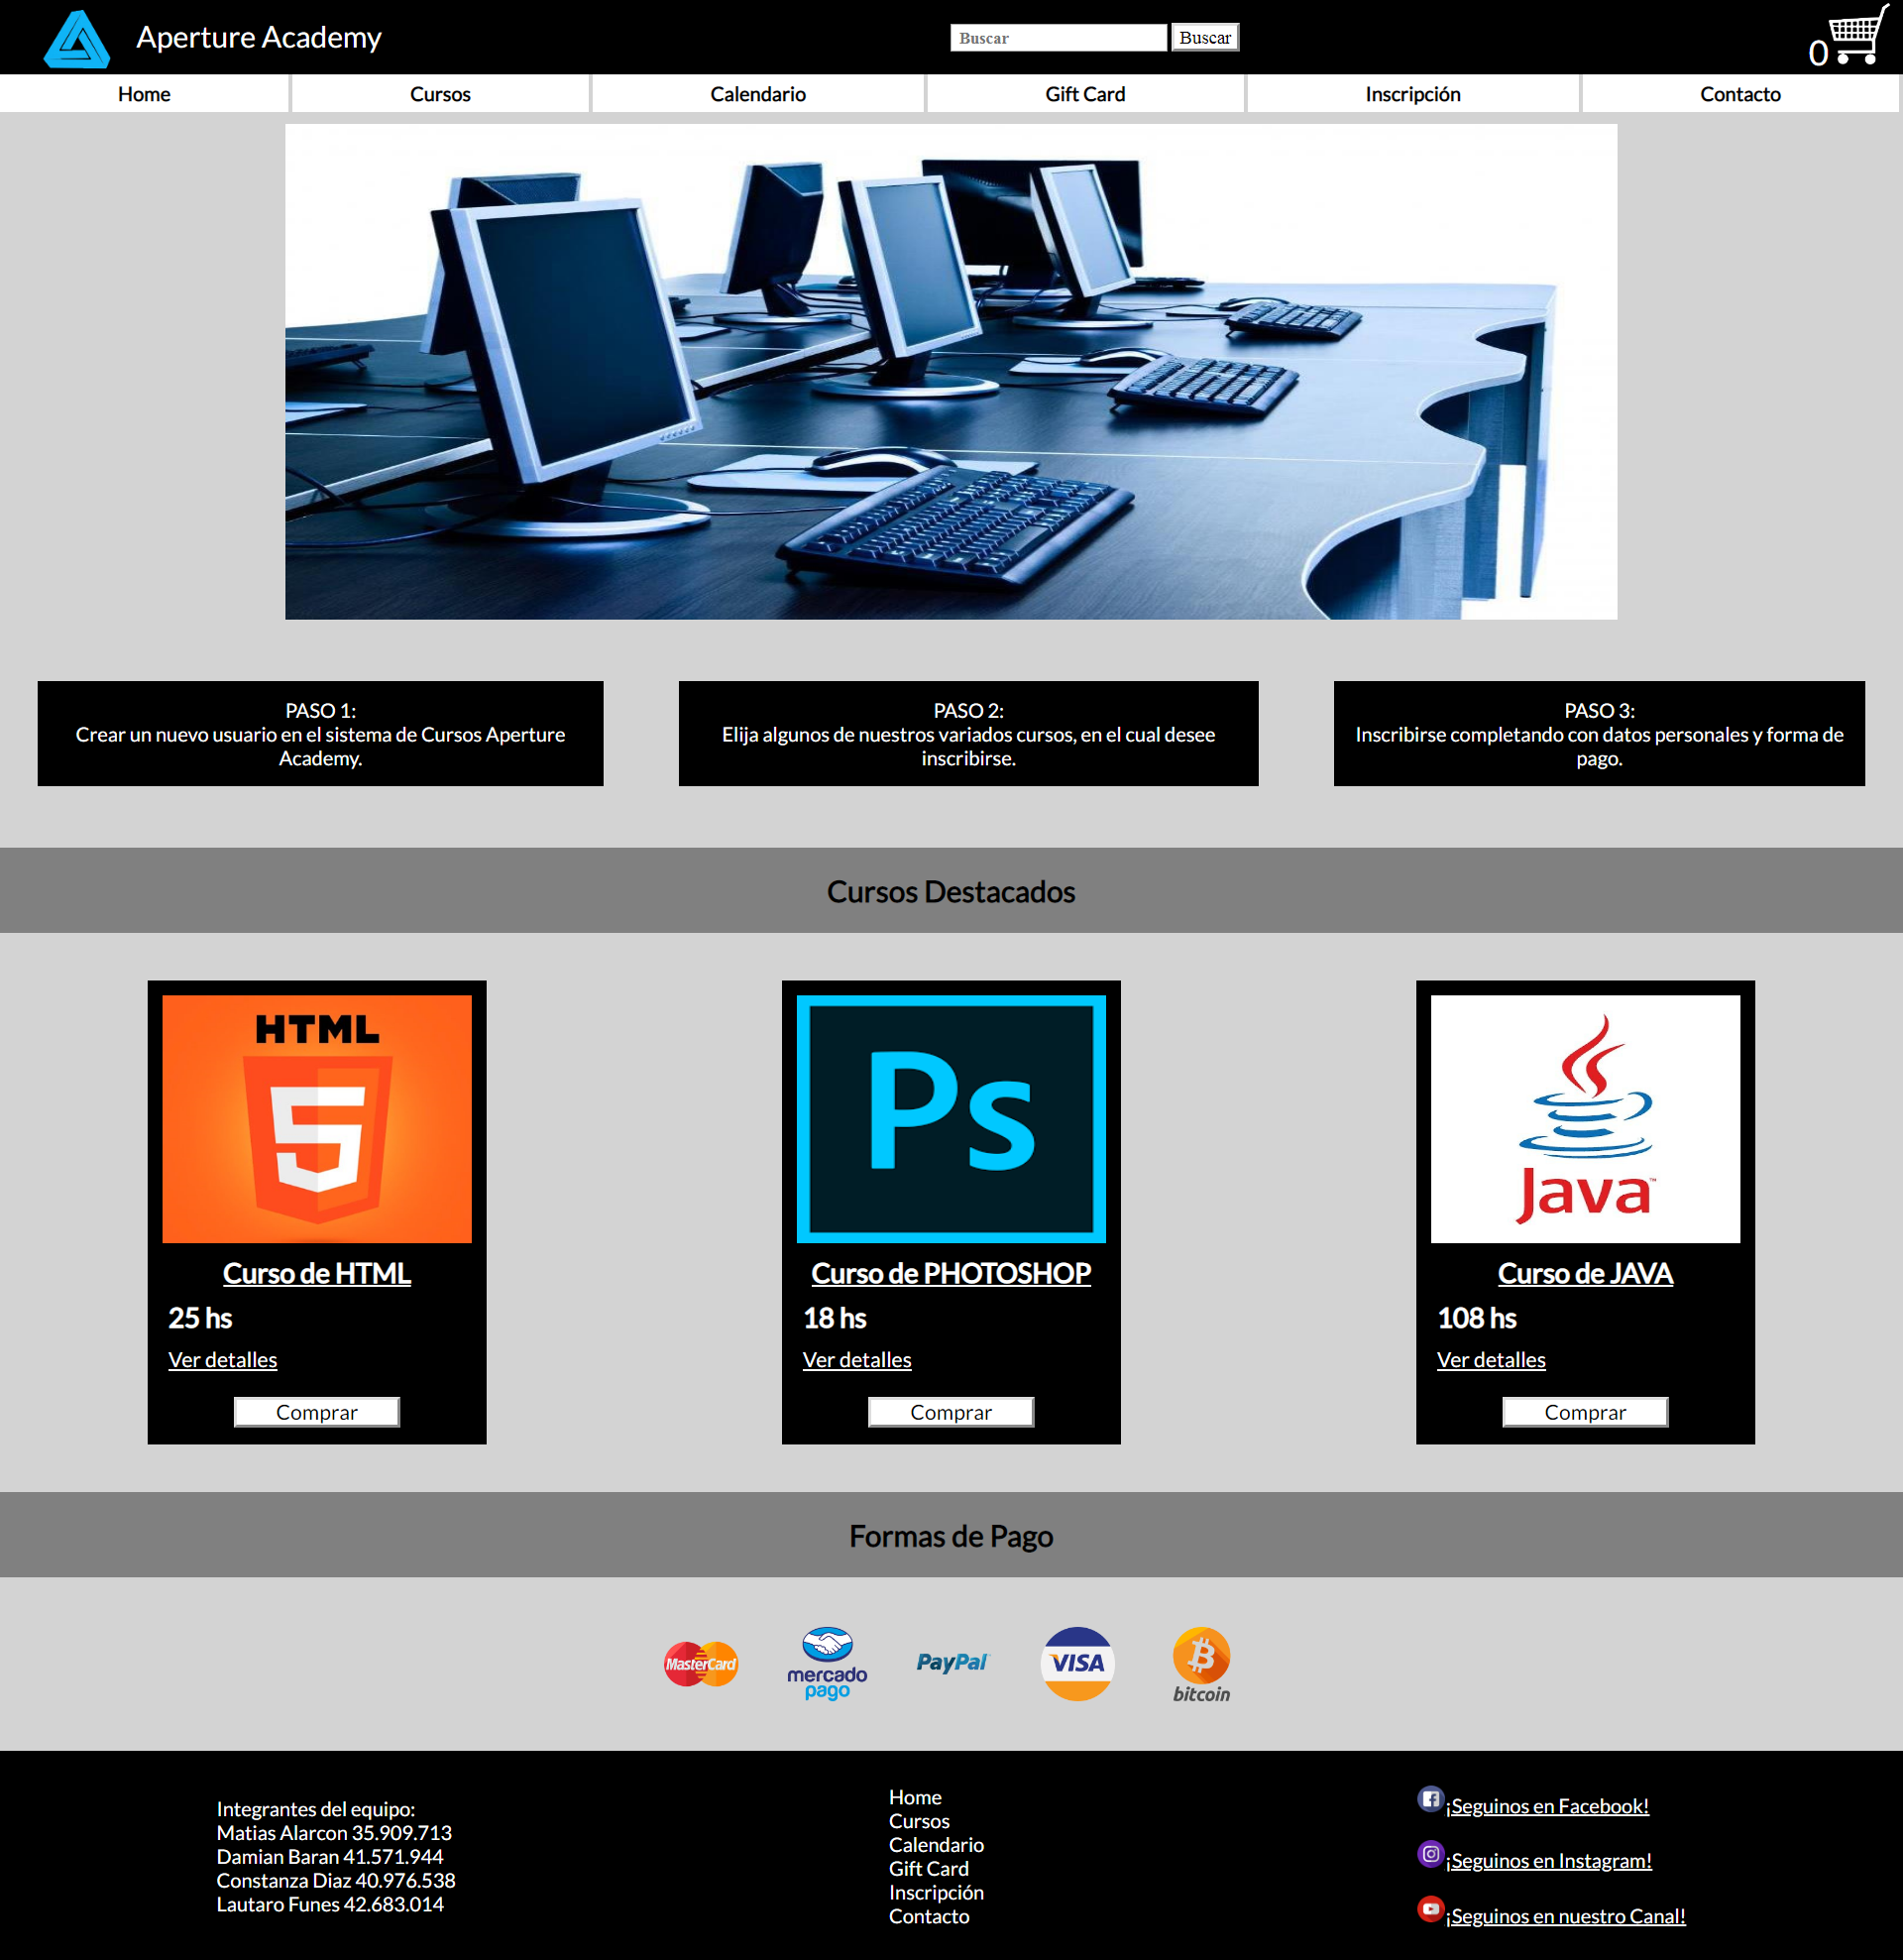 Aperture Academy
Buscar
Buscar
0
Home
Cursos
Calendario
Gift Card
Inscripción
Contacto
PASO 1:
Crear un nuevo usuario en el sistema de Cursos Aperture
Academy.
PASO 2:
Elija algunos de nuestros variados cursos, en el cual desee
inscribirse.
PASO 3:
Inscribirse completando con datos personales y forma de
pago.
Cursos Destacados
HTML
5
Curso de HTML
25 hs
Ver detalles
Comprar
Ps
Curso de PHOTOSHOP
18 hs
Ver detalles
Comprar
Java™
Curso de JAVA
108 hs
Ver detalles
Comprar
Formas de Pago
MasterCard
mercado
pago
PayPal
VISA
bitcoin
Integrantes del equipo:
Matias Alarcon 35.909.713
Damian Baran 41.571.944
Constanza Diaz 40.976.538
Lautaro Funes 42.683.014
Home
Cursos
Calendario
Gift Card
Inscripción
Contacto
¡Seguinos en Facebook!
¡Seguinos en Instagram!
¡Seguinos en nuestro Canal!